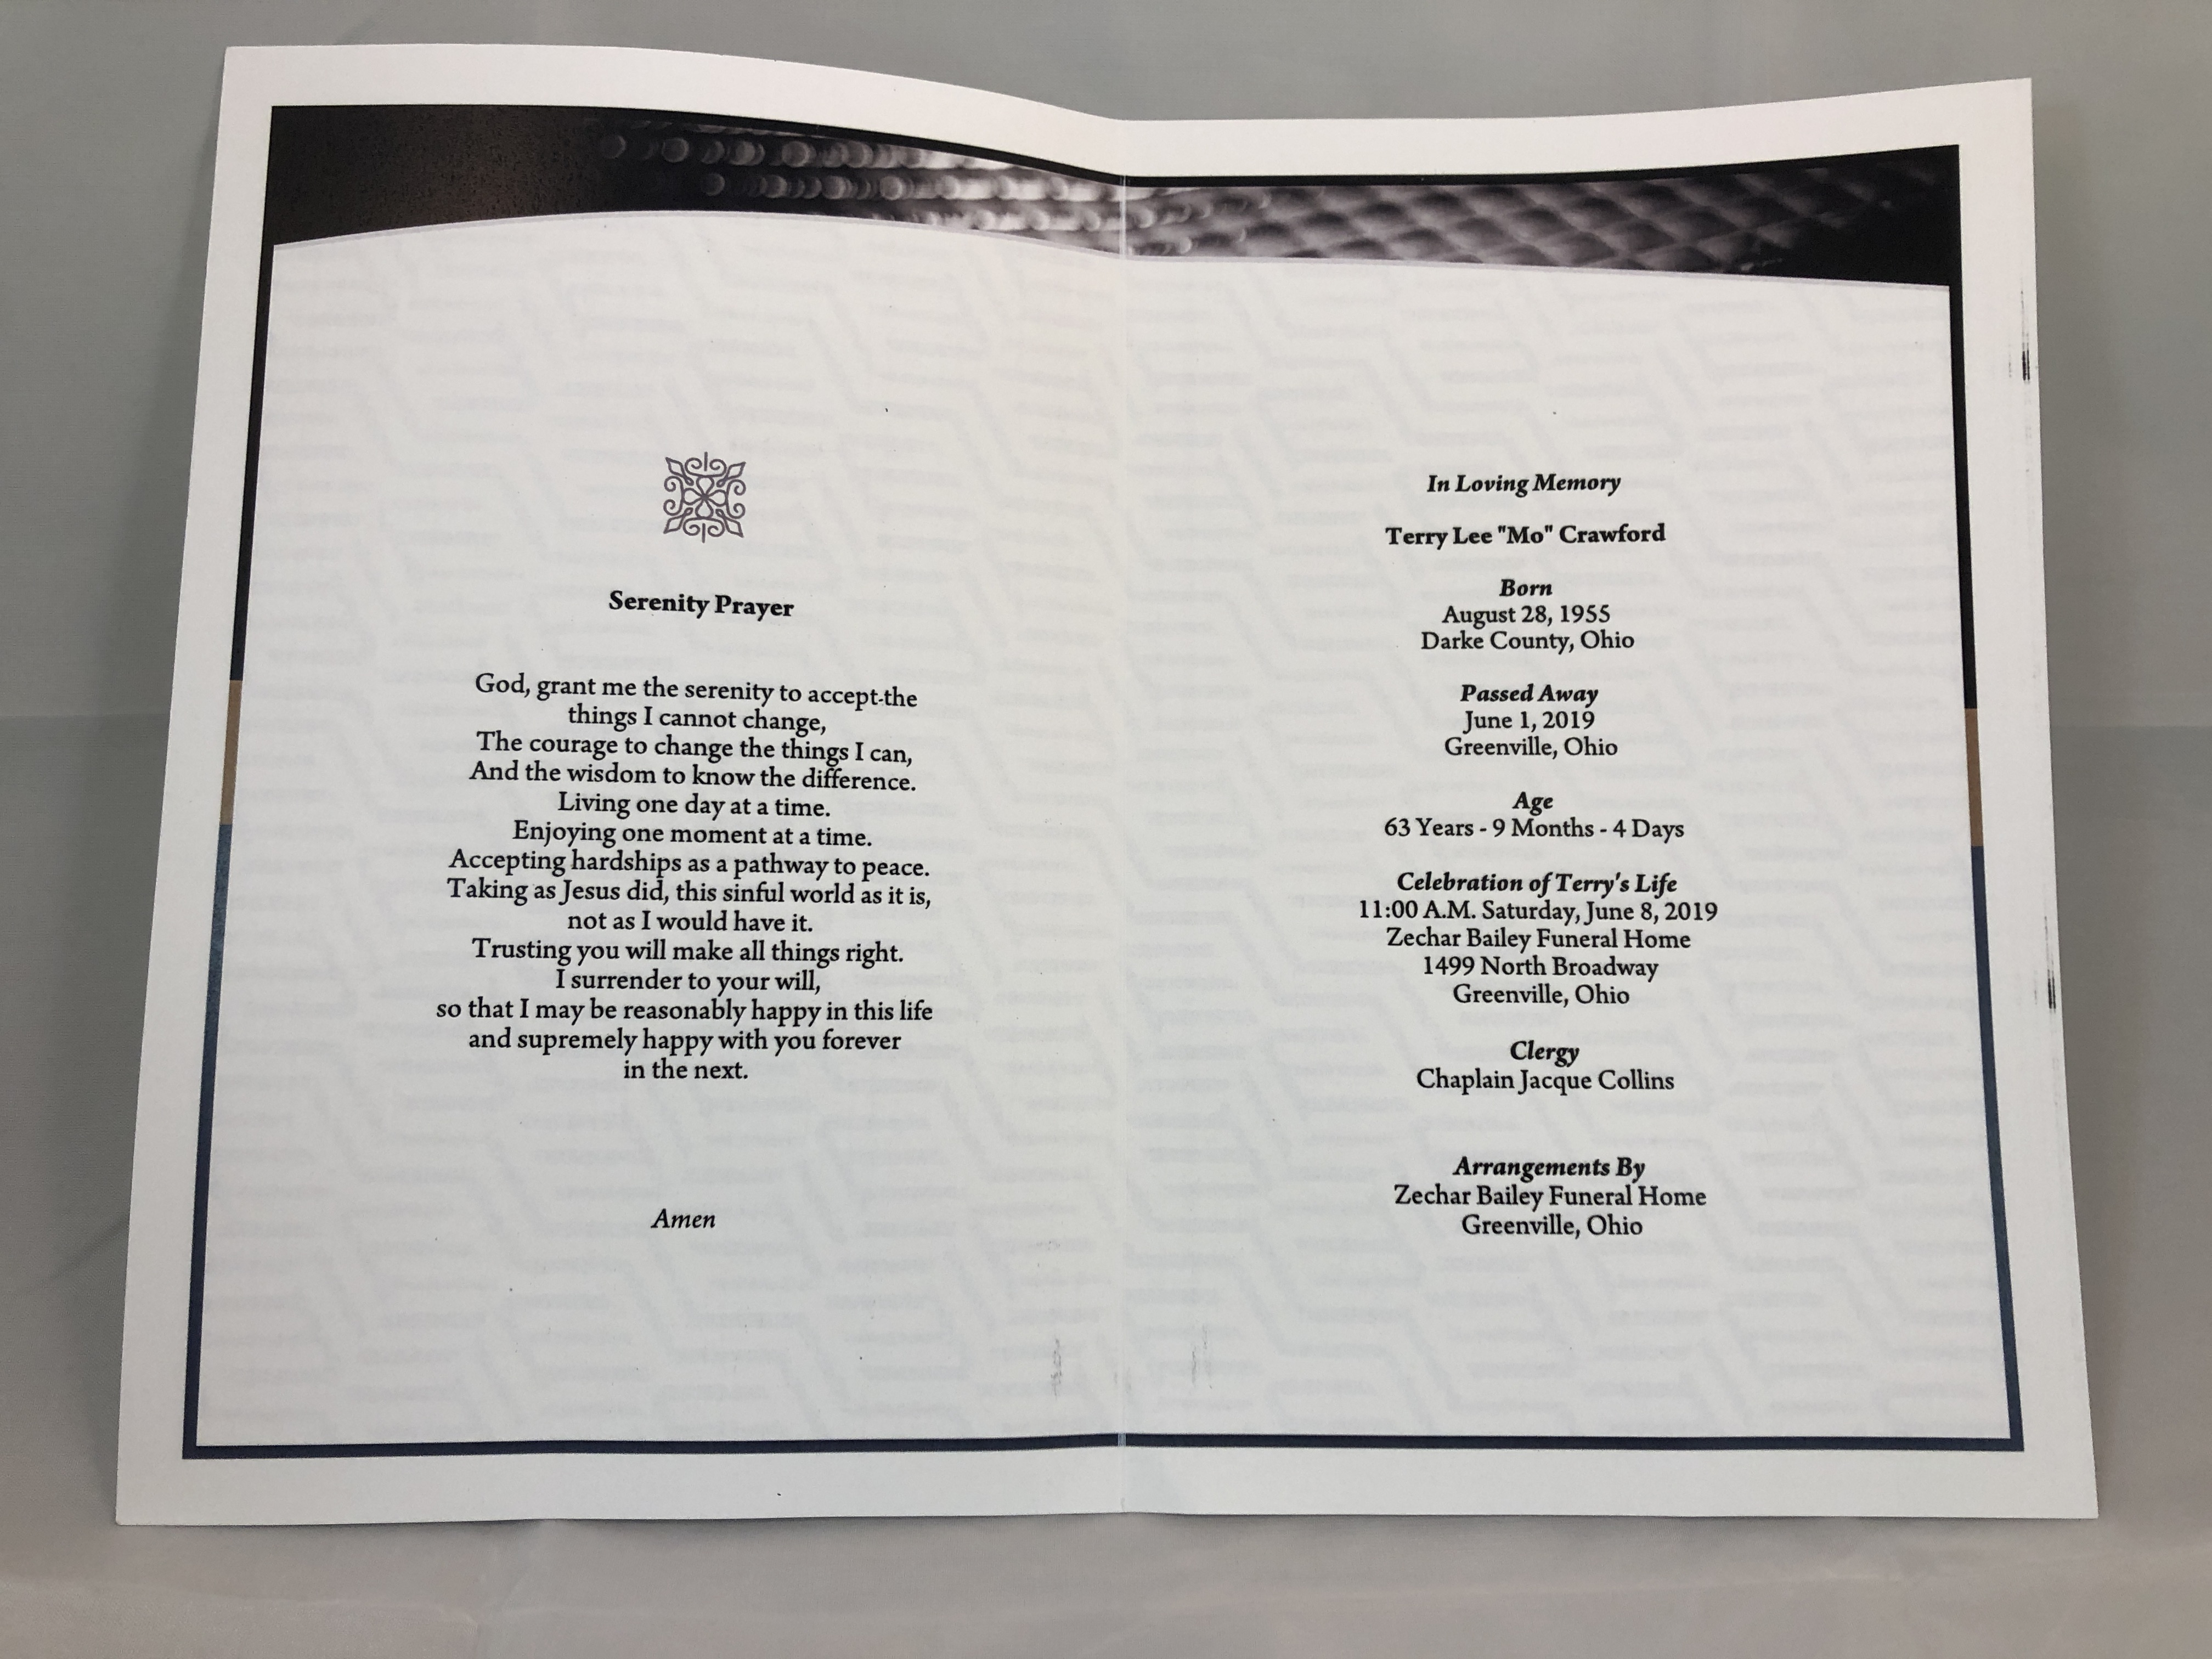 Serenity Prayer
God, grant me the serenity to accept-the
things I cannot change,
The courage to change the things I can,
And the wisdom to know the difference.
Living one day at a time.
Enjoying one moment at a time.
Accepting hardships as a pathway to peace.
Taking as Jesus did, this sinful world as it is,
not as I would have it.
Trusting you will make all things right.
I surrender to your will,
so that I may be reasonably happy in this life
and supremely happy with you forever
in the next.
Amen
In Loving Memory
Terry Lee "Mo" Crawford
Born
August 28, 1955
Darke County, Ohio
Passed Away
June 1, 2019
Greenville, Ohio
Age
63 Years - 9 Months - 4 Days
Celebration of Terry's Life
11:00 A.M. Saturday, June 8, 2019
Zechar Bailey Funeral Home
1499 North Broadway
Greenville, Ohio
Clergy
Chaplain Jacque Collins
Arrangements By
Zechar Bailey Funeral Home
Greenville, Ohio